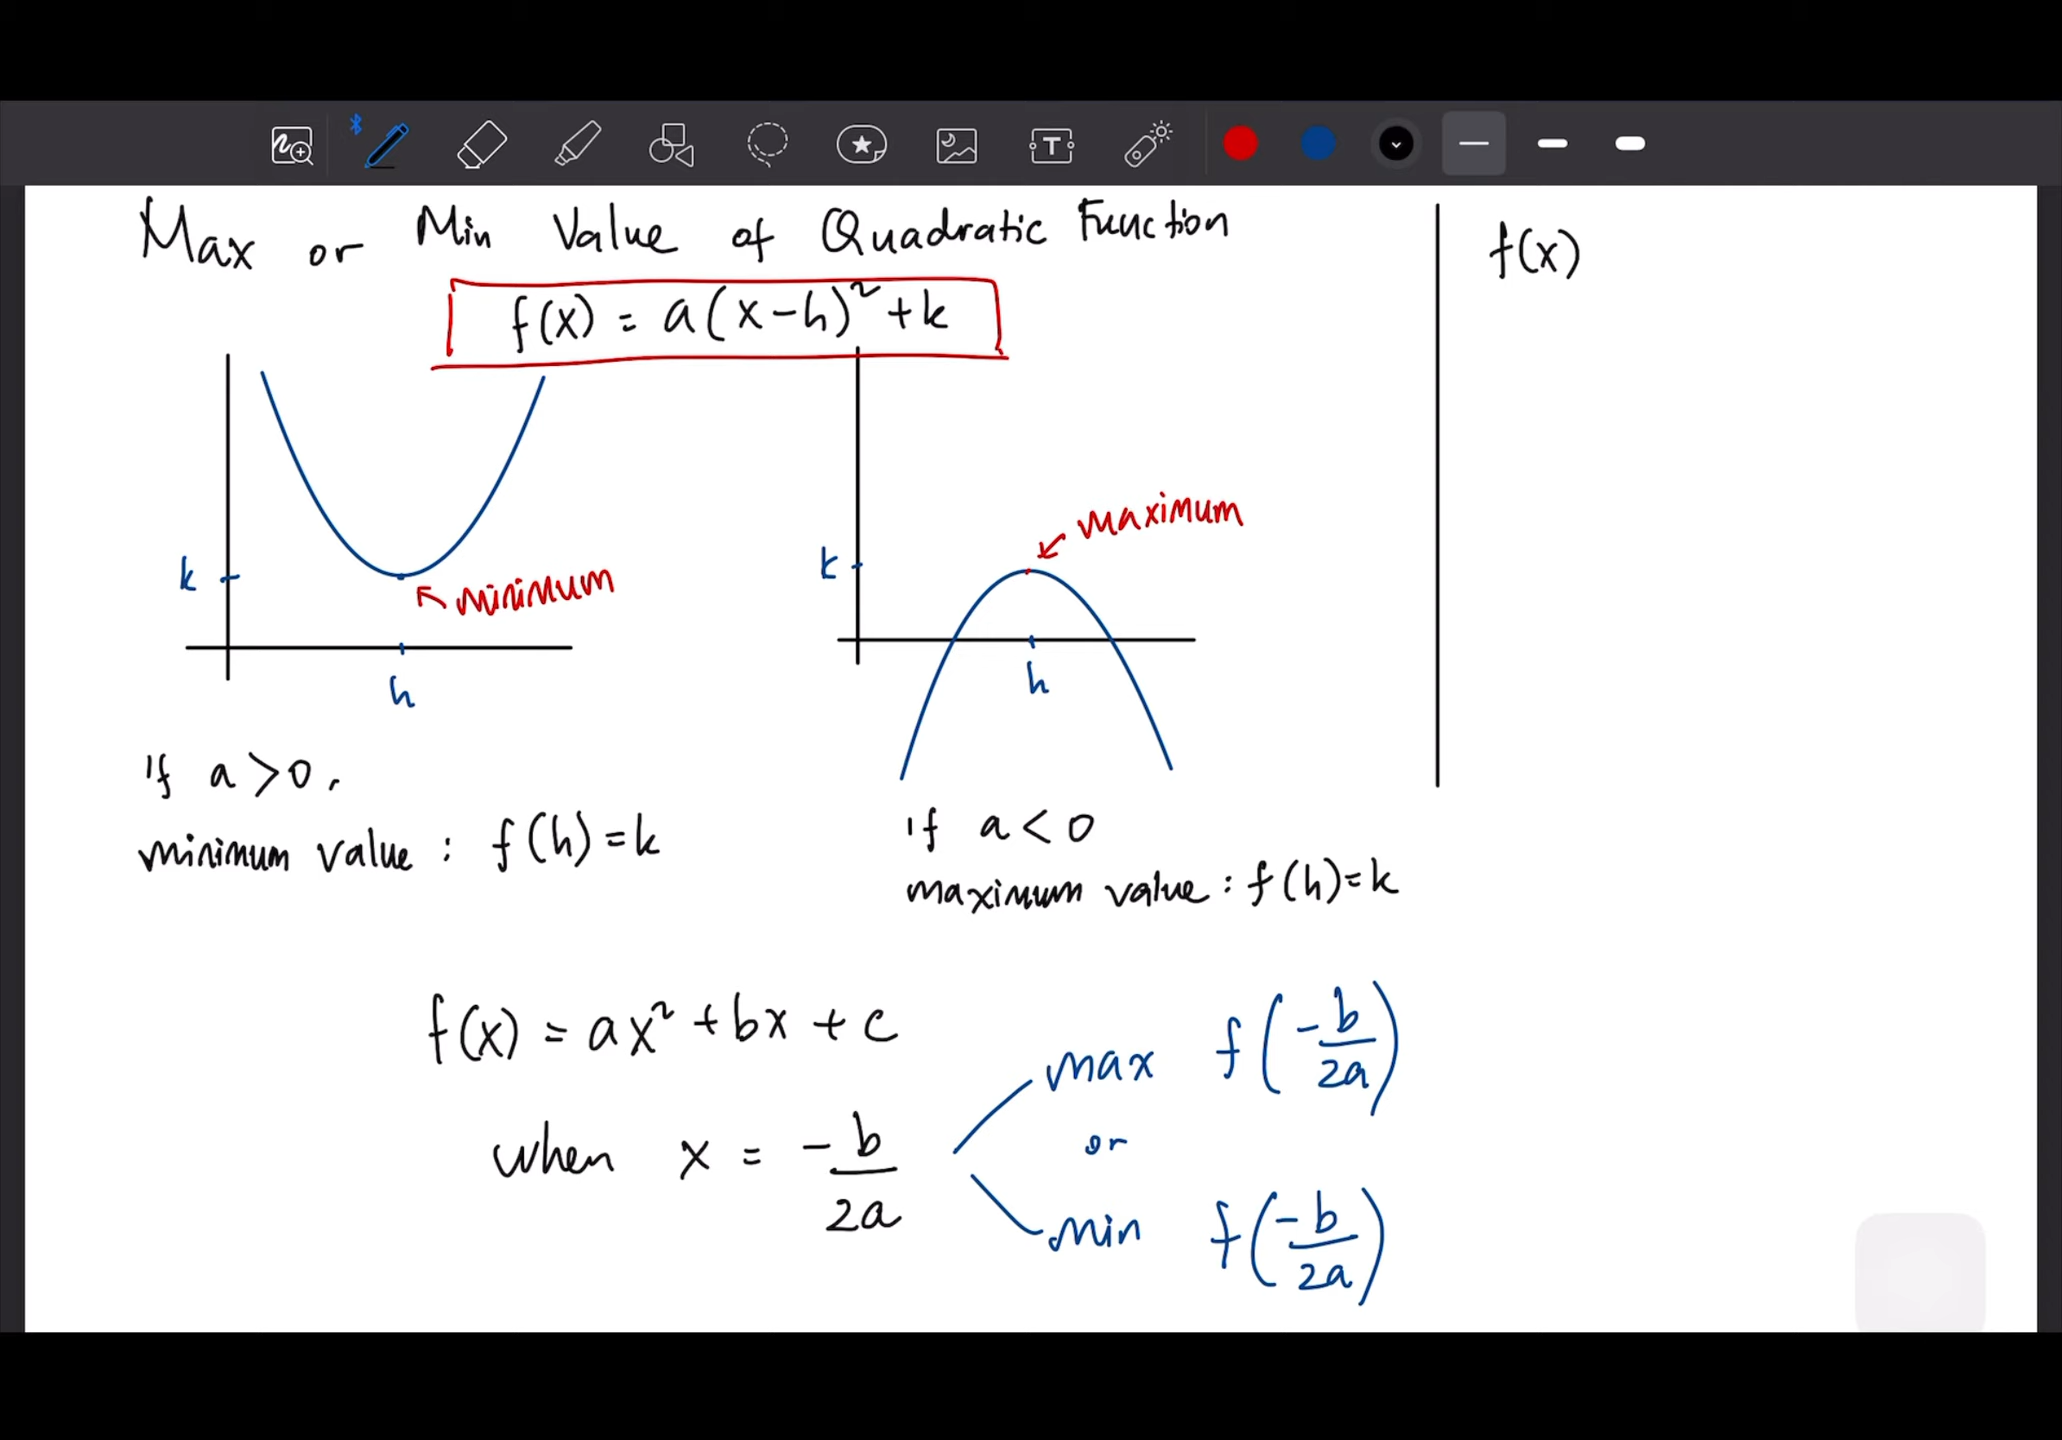 Max or Min Value of Quadratic Function
f(x) = a(x-h)² + k
k
minimum
h
If a > 0,
minimum value : f(h) = k
k
maximum
h
If a < 0
maximum value : f(h) = k
f(x) = ax² + bx + c
when x = -b/2a
max f(-b/2a)
or
min f(-b/2a)
f(x)
T